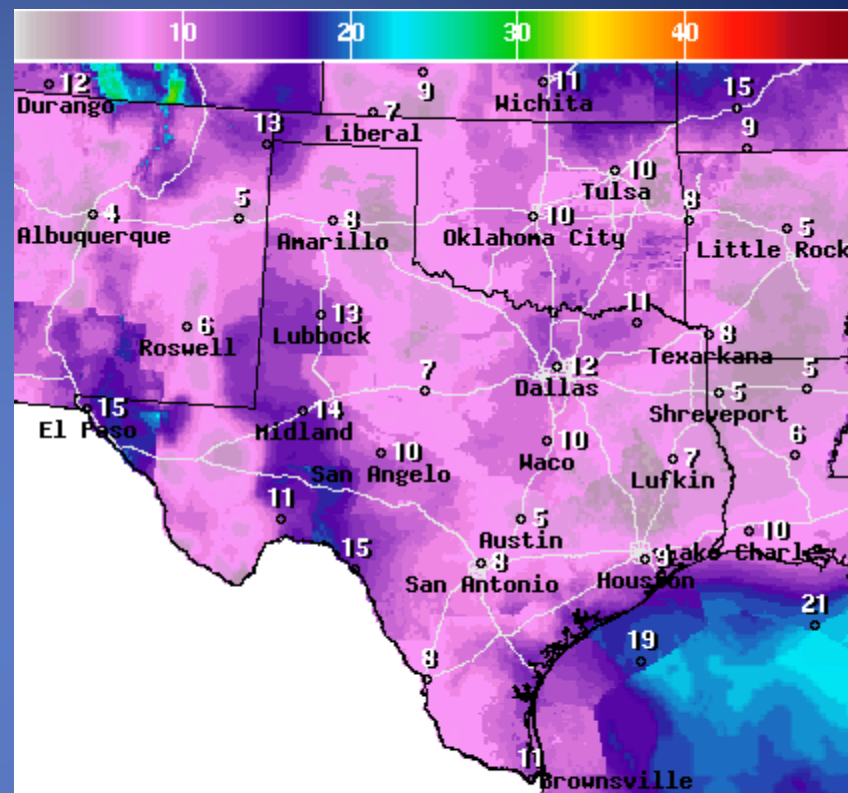 10 20 30 40
12 9 11 15
Durango Wichita
7
Liberal
13 9
10
Tulsa
4 5 8 10 8 5
Albuquerque Amarillo Oklahoma City Little Rock
6 13 11 8
Roswell Lubbock Texarkana
7 12 5 5
Dallas Shreveport
15 14
El Paso Midland
10 10 7 6
San Angelo Waco Lufkin
11 5 10
Austin Lake Charles
15 8 9
San Antonio Houston
21
8 19
11
Brownsville